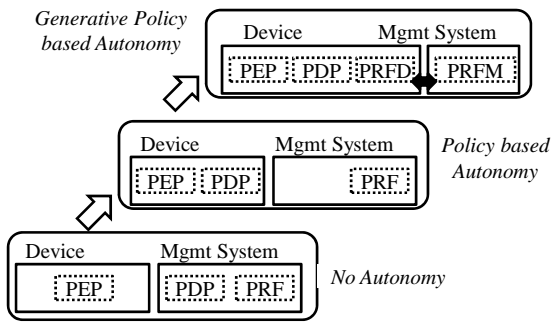 Generative Policy
based Autonomy
Device Mgmt System
PEP PDP PRFD PRFM
Device Mgmt System
PEP PDP PRF
Policy based
Autonomy
Device Mgmt System
PEP PDP PRF
No Autonomy